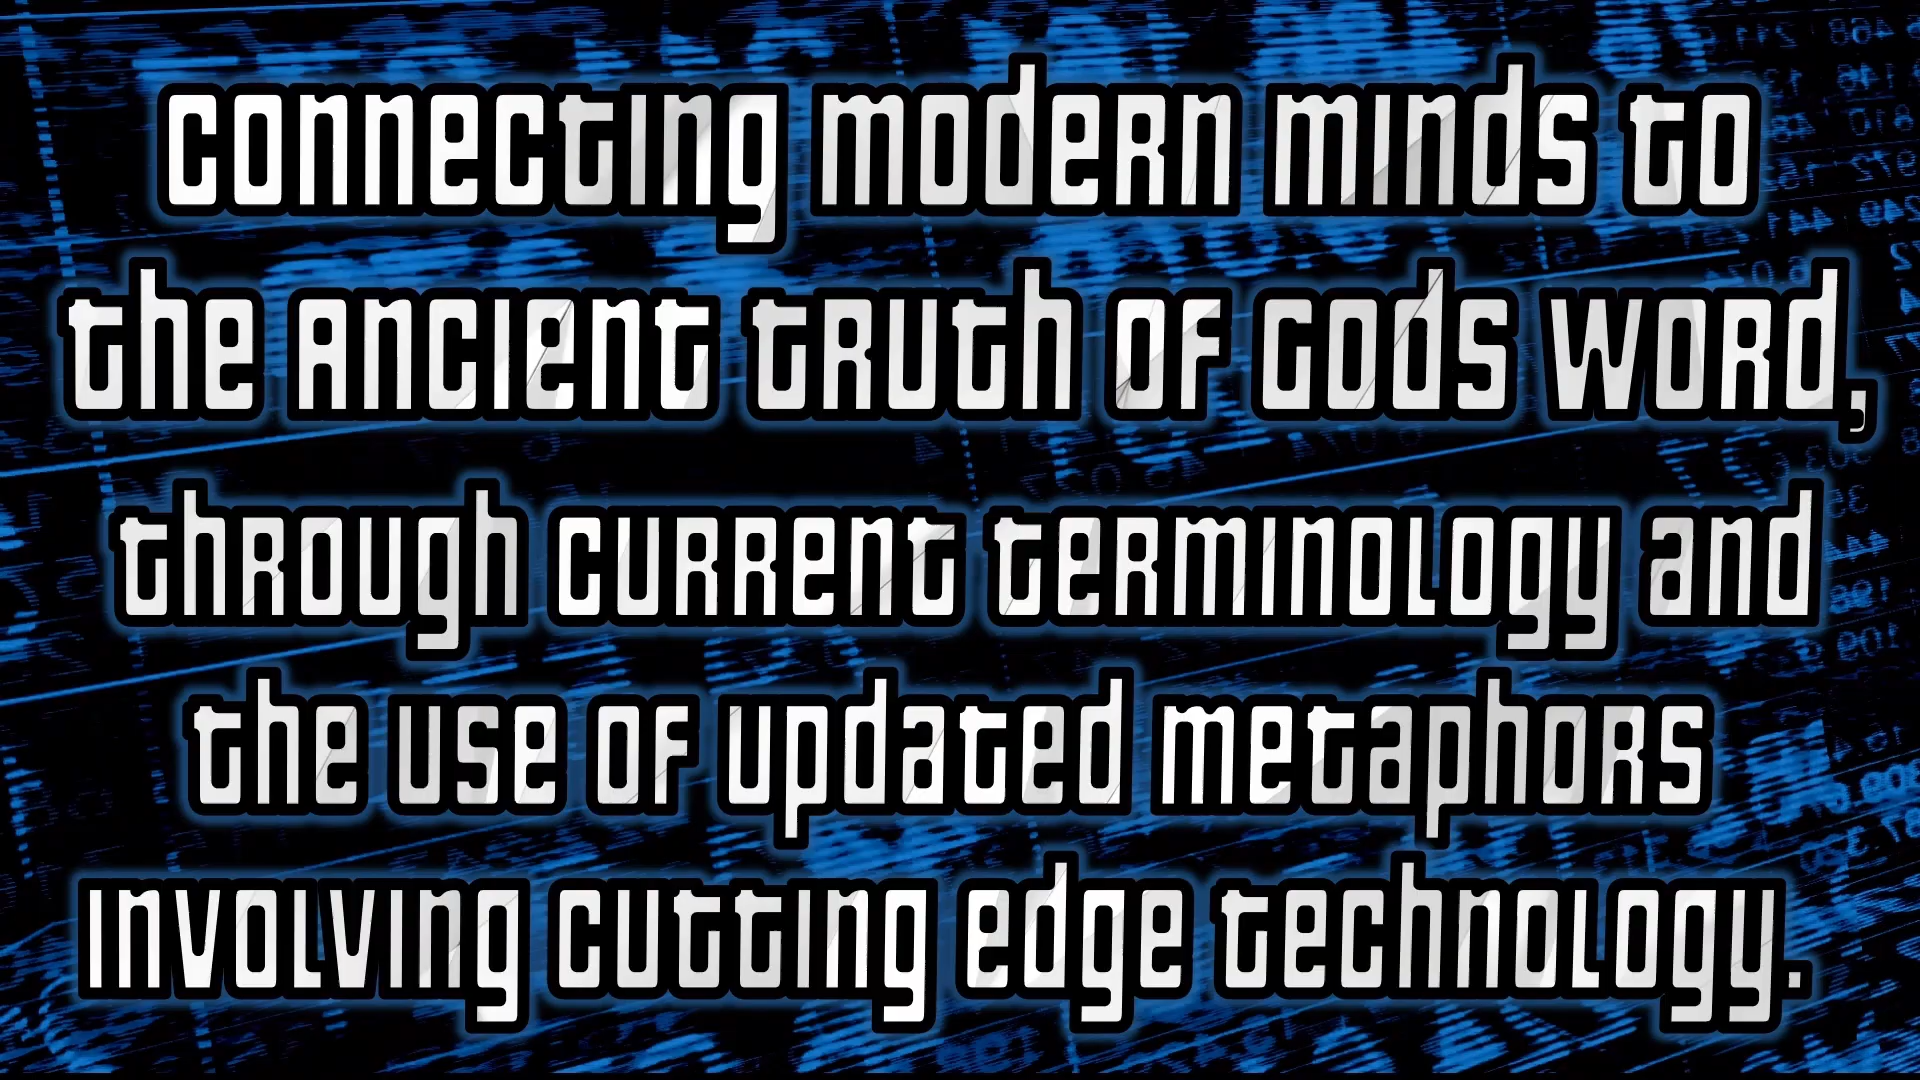 connecting modern minds to
the Ancient truth of Gods Word,
through current terminology and
the use of updated metaphors
involving cutting edge technology.